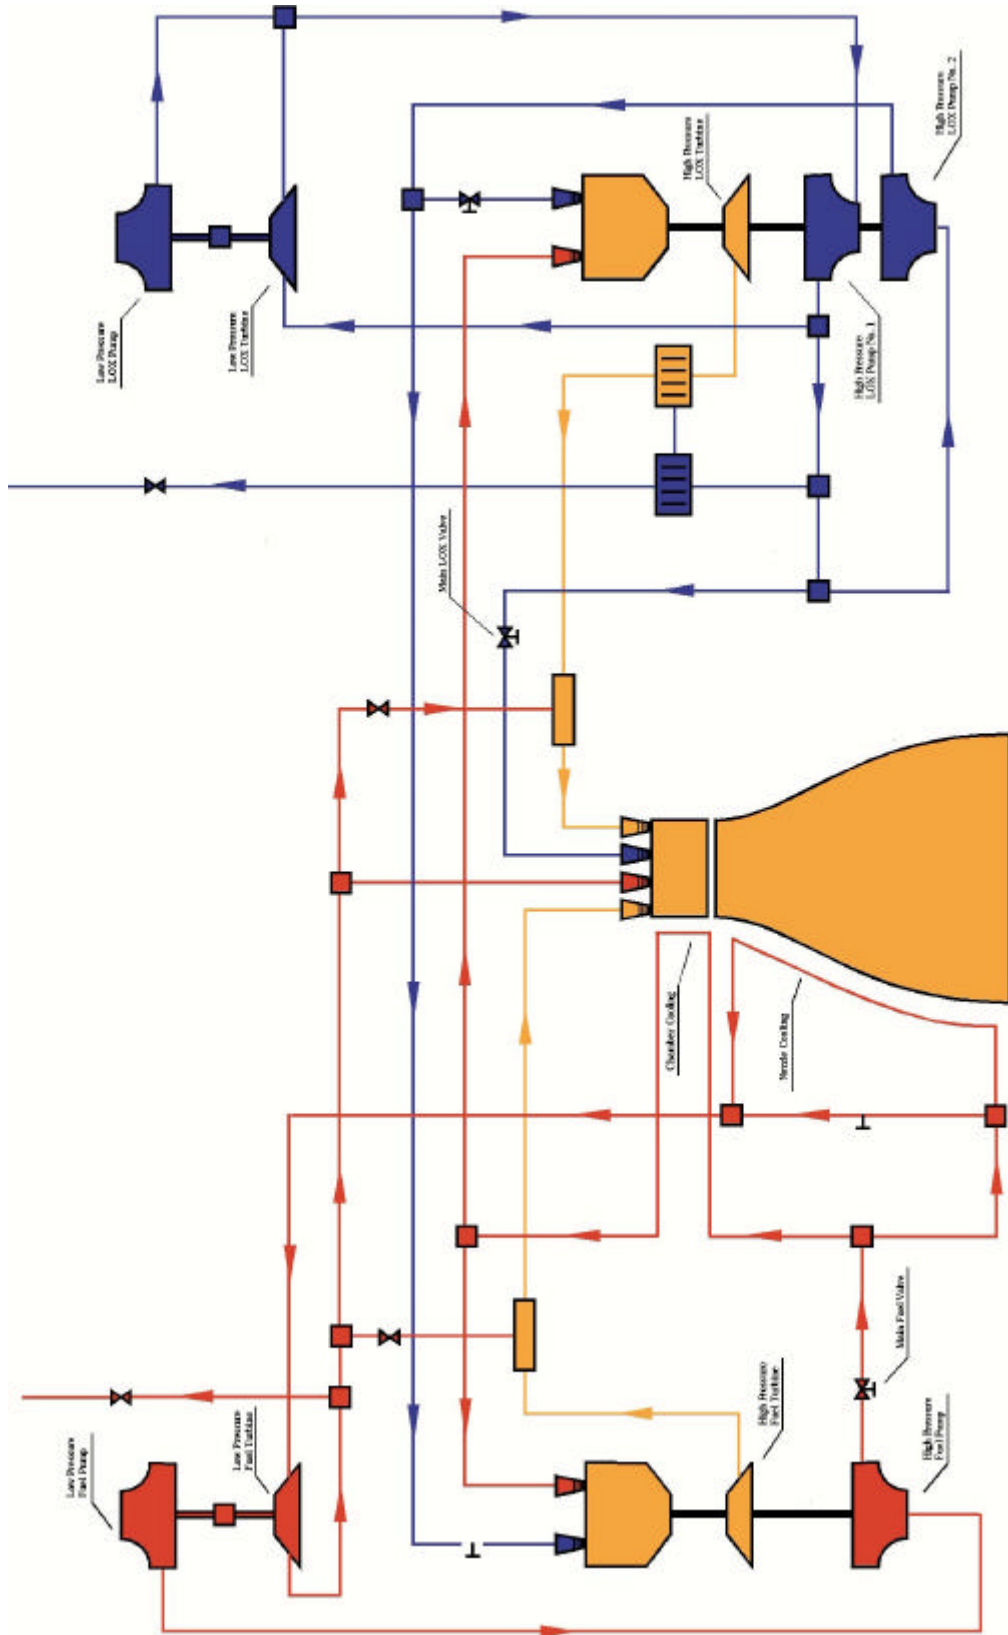 Low Pressure
LOX Pump
Low Pressure
LOX Turbine
High Pressure
LOX Turbine
High Pressure
LOX Pump No. 2
High Pressure
LOX Pump No. 1
Main LOX Valve
Chamber Cooling
Nozzle Cooling
Low Pressure
Fuel Pump
Low Pressure
Fuel Turbine
High Pressure
Fuel Turbine
Main Fuel Valve
High Pressure
Fuel Pump